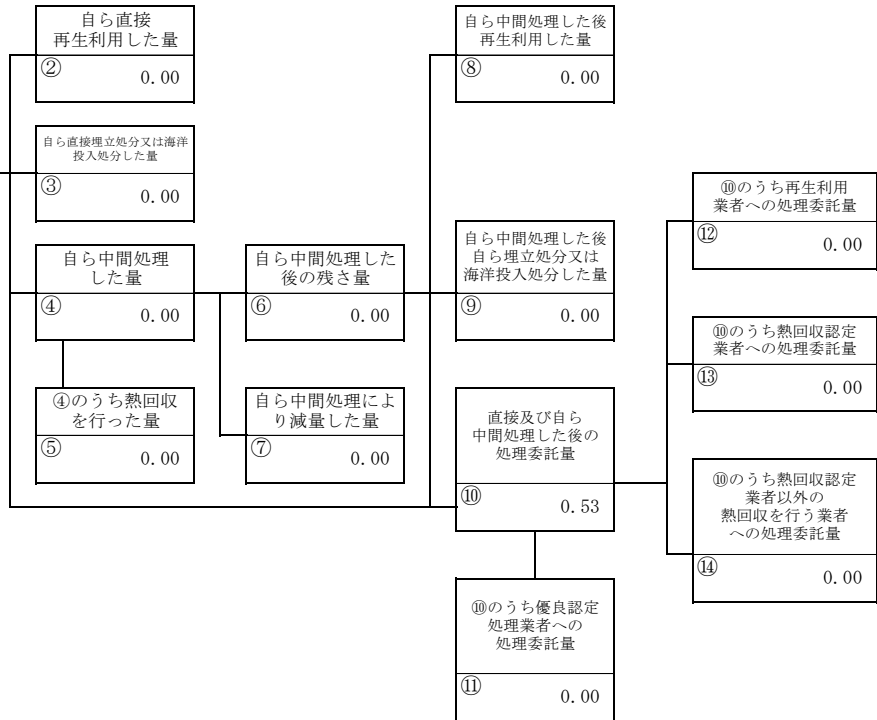 自ら直接
再生利用した量
②
0.00
自ら直接埋立処分又は海洋
投入処分した量
③
0.00
自ら中間処理
した量
④
0.00
④のうち熱回収
を行った量
⑤
0.00
自ら中間処理した
後の残さ量
⑥
0.00
自ら中間処理によ
り減量した量
⑦
0.00
自ら中間処理した後
再生利用した量
⑧
0.00
自ら中間処理した後
自ら埋立処分又は
海洋投入処分した量
⑨
0.00
直接及び自ら
中間処理した後の
処理委託量
⑩
0.53
⑩のうち優良認定
処理業者への
処理委託量
⑪
0.00
⑩のうち再生利用
業者への処理委託量
⑫
0.00
⑩のうち熱回収認定
業者への処理委託量
⑬
0.00
⑩のうち熱回収認定
業者以外の
熱回収を行う業者
への処理委託量
⑭
0.00